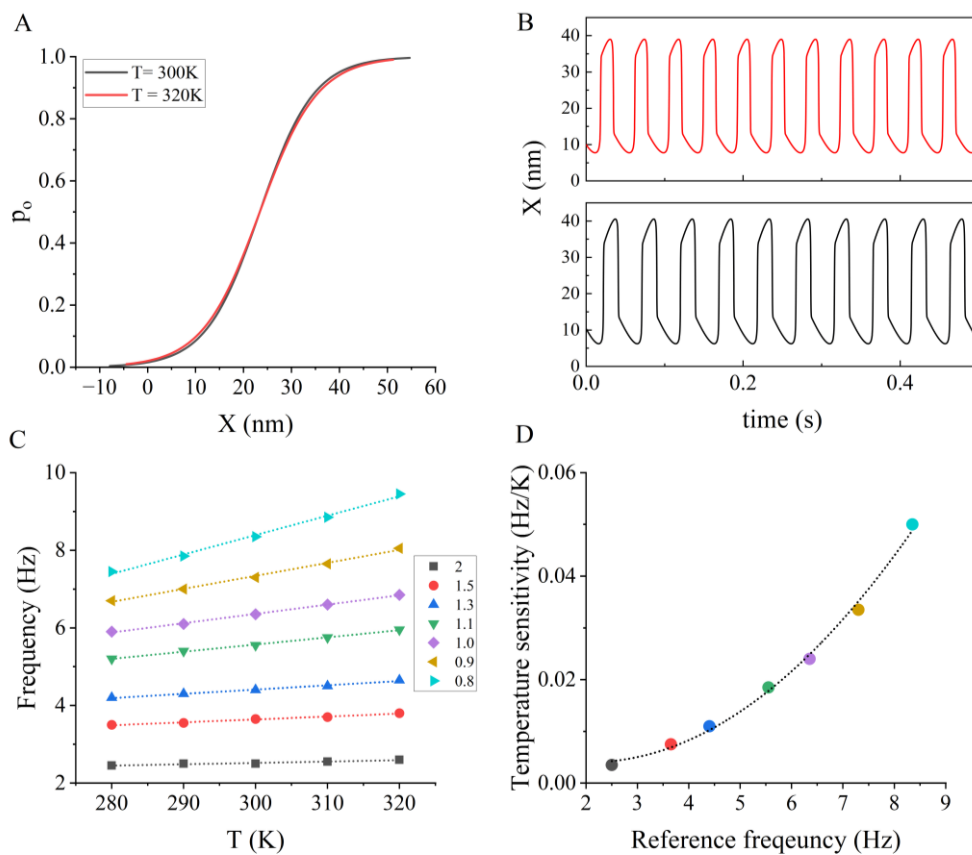 A
1.0
0.8
0.6
0.4
0.2
0.0
pₒ
T= 300K
T = 320K
−10 0 10 20 30 40 50 60
X (nm)
B
40
30
20
10
0
40
30
20
10
0
X (nm)
0.0 0.2 0.4
time (s)
C
10
8
6
4
2
Frequency (Hz)
2
1.5
1.3
1.1
1.0
0.9
0.8
280 290 300 310 320
T (K)
D
0.06
0.04
0.02
0.00
Temperature sensitivity (Hz/K)
2 3 4 5 6 7 8 9
Reference freqeuncy (Hz)